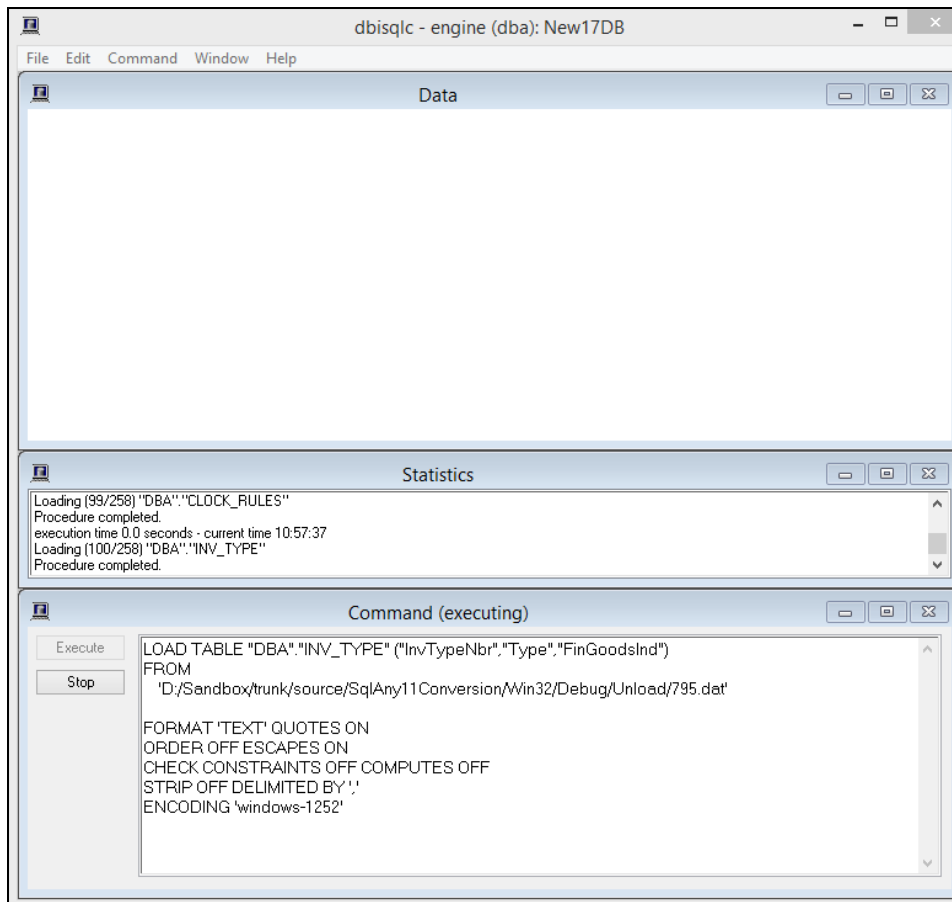 dbisqlc - engine (dba): New17DB
File Edit Command Window Help
Data
Statistics
Loading (99/258) "DBA"."CLOCK_RULES"
Procedure completed.
execution time 0.0 seconds - current time 10:57:37
Loading (100/258) "DBA"."INV_TYPE"
Procedure completed.
Command (executing)
Execute
Stop
LOAD TABLE "DBA"."INV_TYPE" ("InvTypeNbr","Type","FinGoodsInd")
FROM
'D:/Sandbox/trunk/source/SqlAny11Conversion/Win32/Debug/Unload/795.dat'
FORMAT 'TEXT' QUOTES ON
ORDER OFF ESCAPES ON
CHECK CONSTRAINTS OFF COMPUTES OFF
STRIP OFF DELIMITED BY ','
ENCODING 'windows-1252'